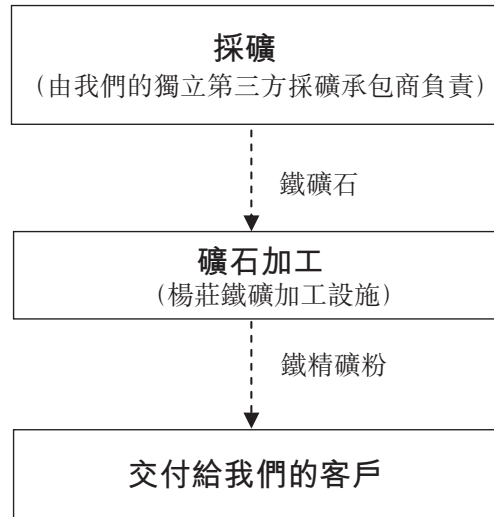 採礦
（由我們的獨立第三方採礦承包商負責）
鐵礦石
礦石加工
（楊莊鐵礦加工設施）
鐵精礦粉
交付給我們的客戶